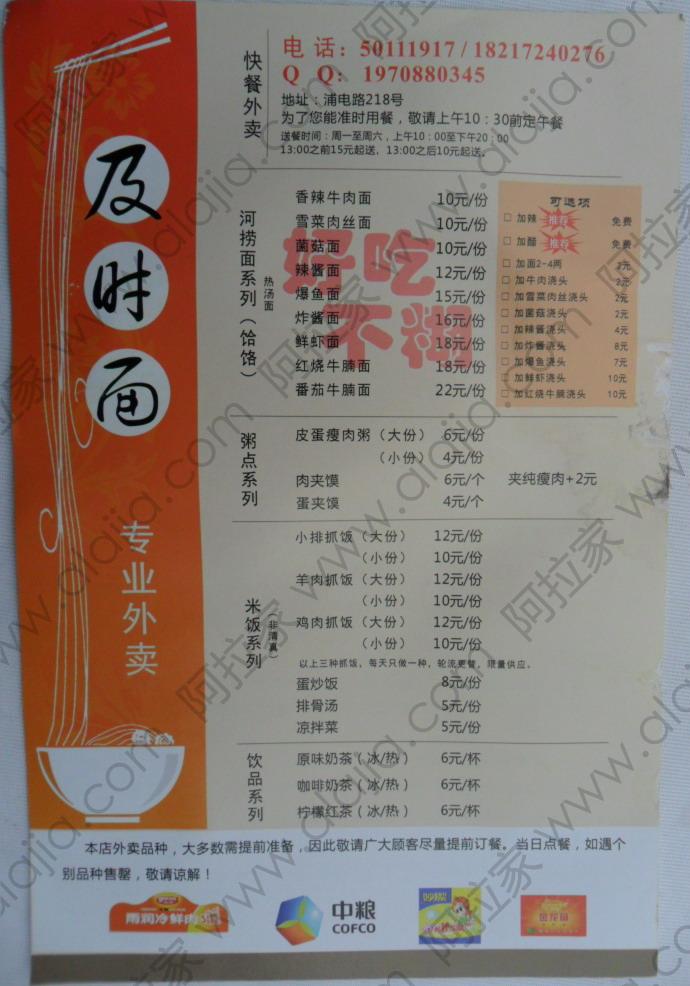 及时面
专业外卖
快餐外卖
电 话：50111917/18217240276
Q Q：1970880345
地址：浦电路218号
为了您能准时用餐，敬请上午10：30前定午餐
送餐时间：周一至周六，上午10：00至下午20：00
13:00之前15元起送，13:00之后10元起送。
河捞面系列（饸饹）
热汤面
香辣牛肉面 10元/份
雪菜肉丝面 10元/份
菌菇面 10元/份
辣酱面 12元/份
爆鱼面 15元/份
炸酱面 16元/份
鲜虾面 18元/份
红烧牛腩面 18元/份
番茄牛腩面 22元/份
好吃
不糊
可选项
□ 加辣 推荐 免费
□ 加醋 推荐 免费
□ 加面2-4两 2元
□ 加牛肉浇头 2元
□ 加雪菜肉丝浇头 2元
□ 加菌菇浇头 2元
□ 加辣酱浇头 4元
□ 加炸酱浇头 8元
□ 加爆鱼浇头 7元
□ 加鲜虾浇头 10元
□ 加红烧牛腩浇头 10元
粥点系列
皮蛋瘦肉粥（大份） 6元/份
（小份） 4元/份
肉夹馍 6元/个 夹纯瘦肉+2元
蛋夹馍 4元/个
米饭系列
（非清真）
小排抓饭（大份） 12元/份
（小份） 10元/份
羊肉抓饭（大份） 12元/份
（小份） 10元/份
鸡肉抓饭（大份） 12元/份
（小份） 10元/份
以上三种抓饭，每天只做一种，轮流更替，限量供应。
蛋炒饭 8元/份
排骨汤 5元/份
凉拌菜 5元/份
饮品系列
原味奶茶（冰/热） 6元/杯
咖啡奶茶（冰/热） 6元/杯
柠檬红茶（冰/热） 6元/杯
本店外卖品种，大多数需提前准备，因此敬请广大顾客尽量提前订餐。当日点餐，如遇个
别品种售罄，敬请谅解！
雨润冷鲜肉
中粮
COFCO
金龙鱼
阿拉家 www.alajia.com